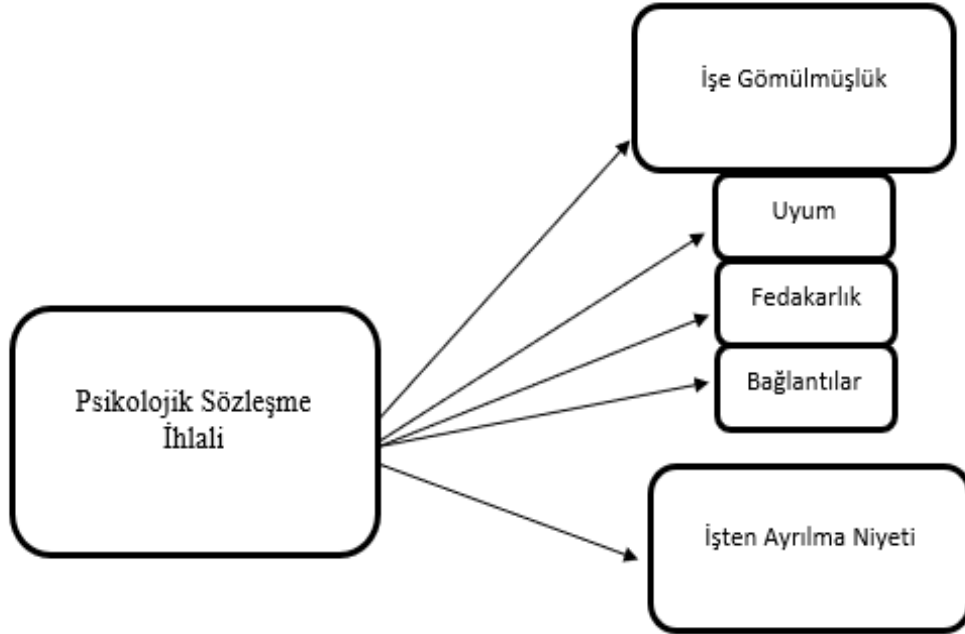 İşe Gömülmüşlük
Uyum
Fedakarlık
Bağlantılar
Psikolojik Sözleşme
İhlali
İşten Ayrılma Niyeti